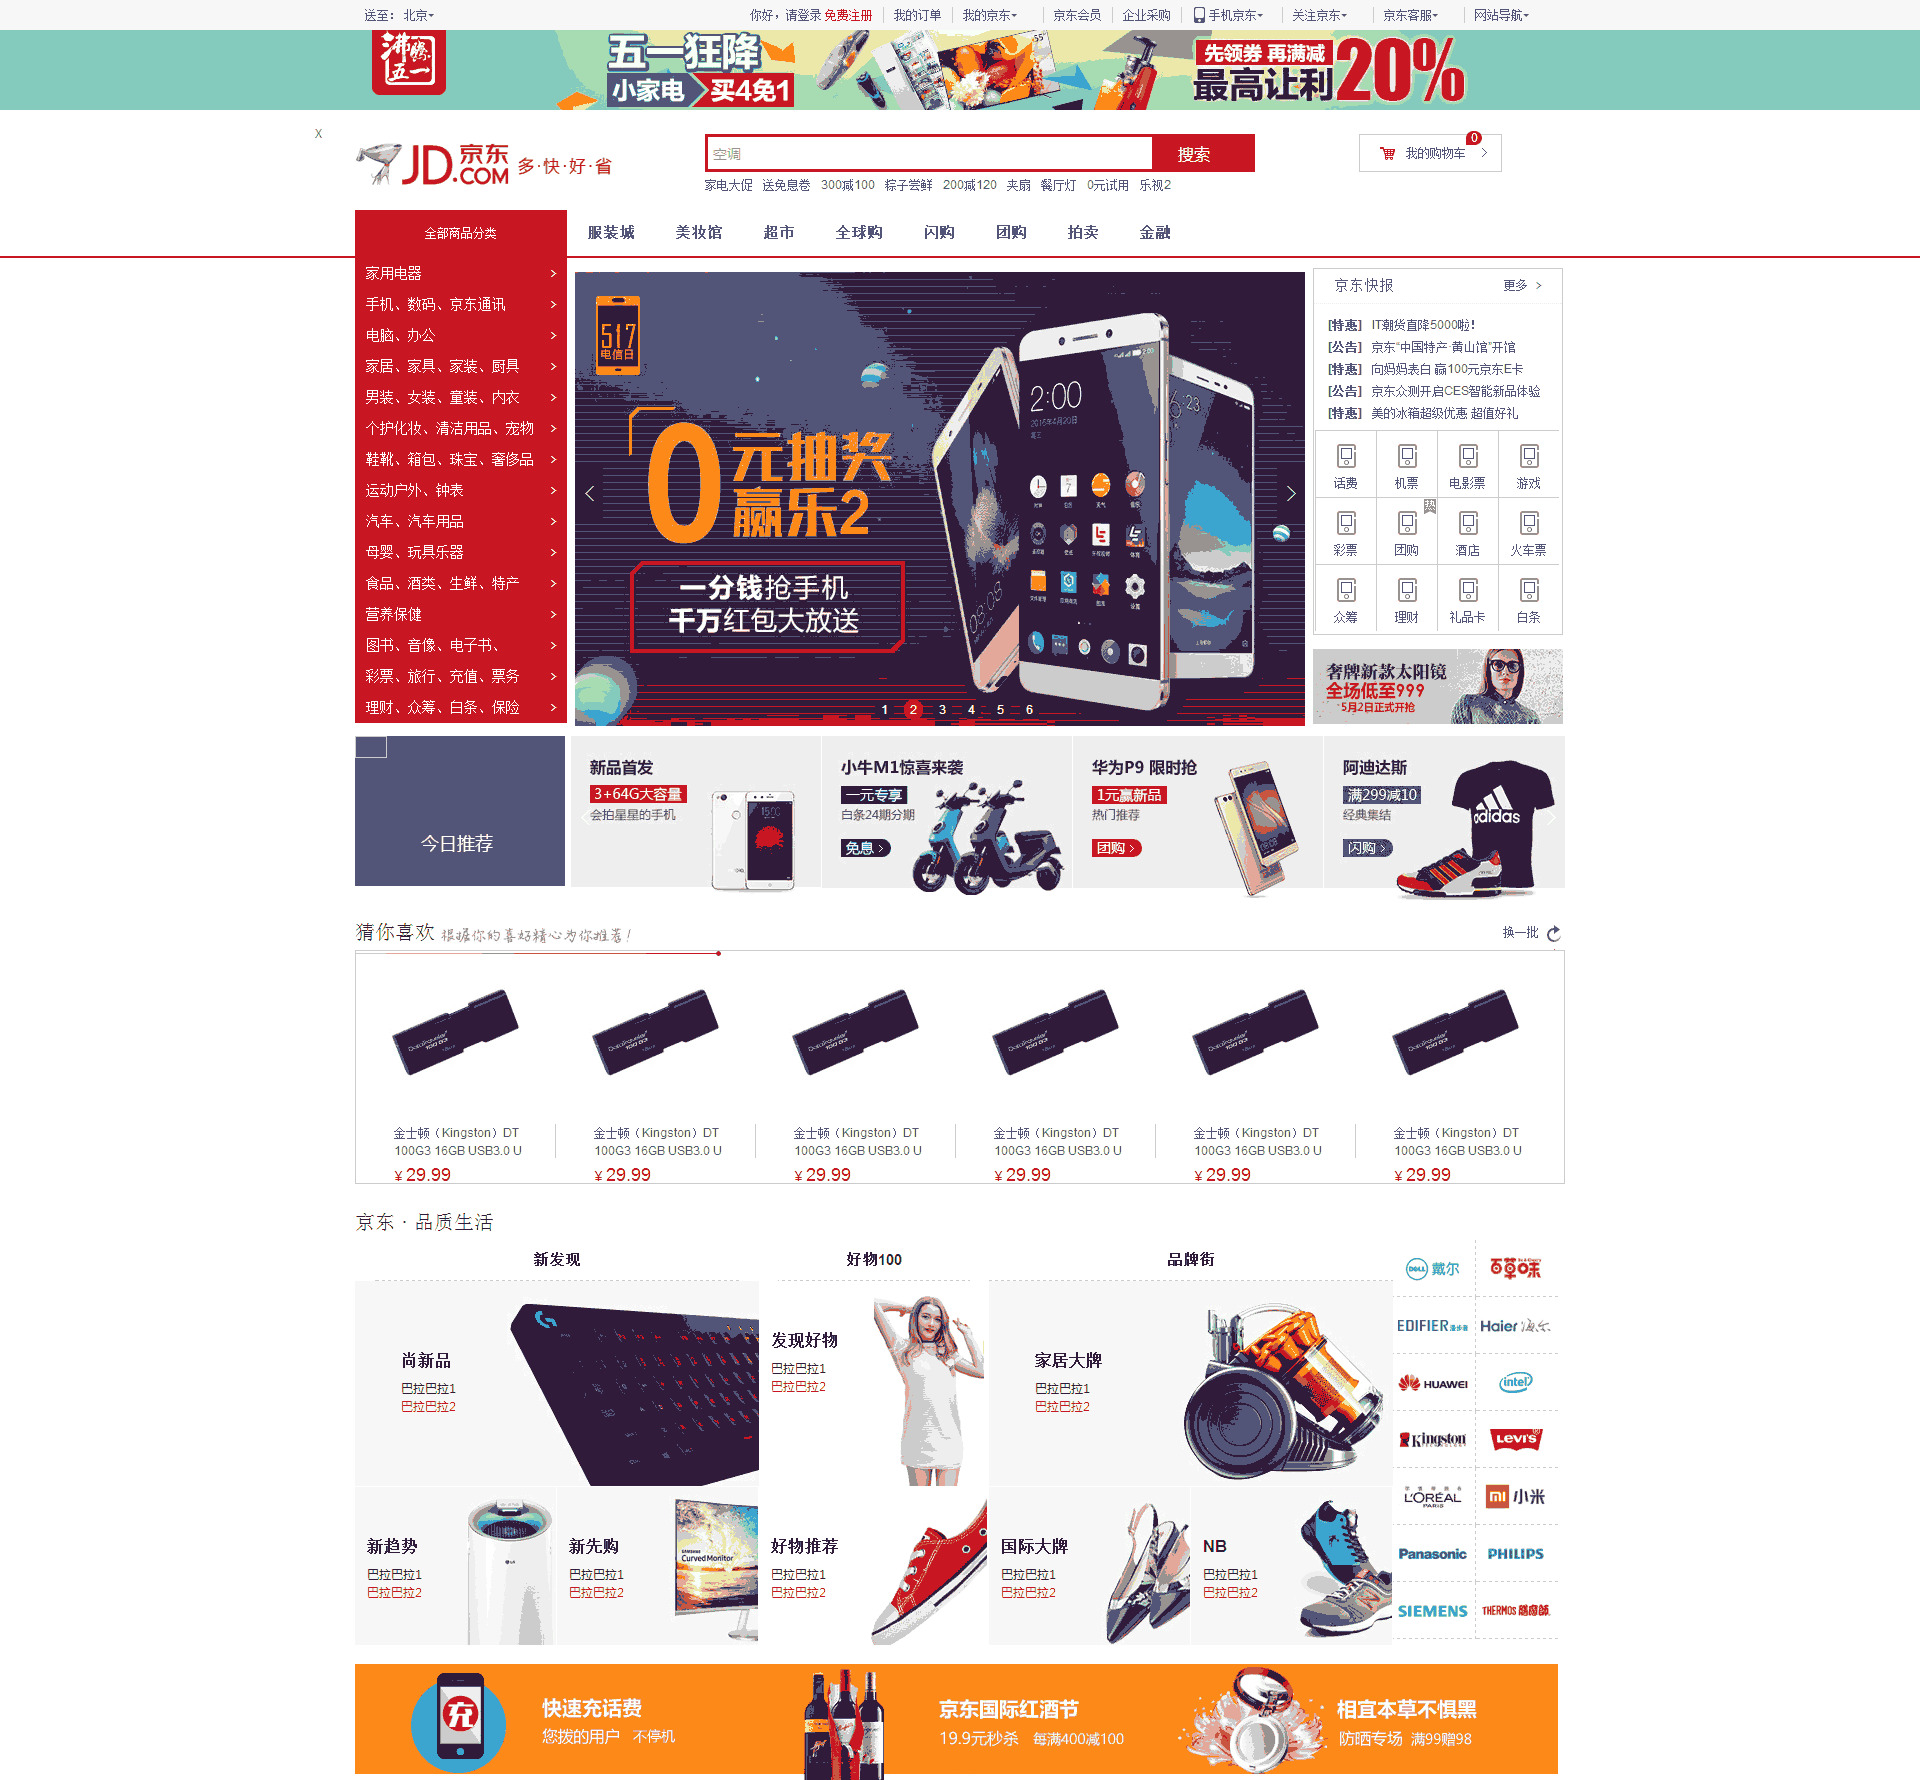 送至： 北京
你好，请登录 免费注册
我的订单
我的京东
京东会员
企业采购
手机京东
关注京东
京东客服
网站导航
沸腾
五一
五一狂降
小家电 买4免1
55"
先领券 再满减
最高让利20%
X
JD 京东
.COM
多·快·好·省
空调
搜索
0
我的购物车
家电大促 送免息卷 300减100 粽子尝鲜 200减120 夹扇 餐厅灯 0元试用 乐视2
全部商品分类
服装城 美妆馆 超市 全球购 闪购 团购 拍卖 金融
家用电器
手机、数码、京东通讯
电脑、办公
家居、家具、家装、厨具
男装、女装、童装、内衣
个护化妆、清洁用品、宠物
鞋靴、箱包、珠宝、奢侈品
运动户外、钟表
汽车、汽车用品
母婴、玩具乐器
食品、酒类、生鲜、特产
营养保健
图书、音像、电子书、
彩票、旅行、充值、票务
理财、众筹、白条、保险
517
电信日
0元抽奖
赢乐2
一分钱抢手机
千万红包大放送
2:00
2016年4月20日
周三
08:08
1 2 3 4 5 6
京东快报
更多
[特惠] IT潮货直降5000啦！
[公告] 京东“中国特产·黄山馆”开馆
[特惠] 向妈妈表白 赢100元京东E卡
[公告] 京东众测开启CES智能新品体验
[特惠] 美的冰箱超级优惠 超值好礼
话费 机票 电影票 游戏
彩票 团购 酒店 火车票
众筹 理财 礼品卡 白条
奢牌新款太阳镜
全场低至999
5月2日正式开抢
今日推荐
新品首发
3+64G大容量
会拍星星的手机
小牛M1惊喜来袭
一元专享
白条24期分期
免息
华为P9 限时抢
1元赢新品
热门推荐
团购
阿迪达斯
满299减10
经典集结
闪购
adidas
猜你喜欢 根据你的喜好精心为你推荐！
换一批
DataTraveler
100 G3
DataTraveler
100 G3
DataTraveler
100 G3
DataTraveler
100 G3
DataTraveler
100 G3
DataTraveler
100 G3
金士顿（Kingston）DT
100G3 16GB USB3.0 U
¥ 29.99
金士顿（Kingston）DT
100G3 16GB USB3.0 U
¥ 29.99
金士顿（Kingston）DT
100G3 16GB USB3.0 U
¥ 29.99
金士顿（Kingston）DT
100G3 16GB USB3.0 U
¥ 29.99
金士顿（Kingston）DT
100G3 16GB USB3.0 U
¥ 29.99
金士顿（Kingston）DT
100G3 16GB USB3.0 U
¥ 29.99
京东 · 品质生活
新发现
好物100
品牌街
尚新品
巴拉巴拉1
巴拉巴拉2
发现好物
巴拉巴拉1
巴拉巴拉2
家居大牌
巴拉巴拉1
巴拉巴拉2
新趋势
巴拉巴拉1
巴拉巴拉2
新先购
巴拉巴拉1
巴拉巴拉2
Curved Monitor
好物推荐
巴拉巴拉1
巴拉巴拉2
国际大牌
巴拉巴拉1
巴拉巴拉2
NB
巴拉巴拉1
巴拉巴拉2
DELL 戴尔
百草味
EDIFIER 漫步者
Haier 海尔
HUAWEI
intel
Kingston
LEVI'S
L'ORÉAL
PARIS
mi 小米
Panasonic
PHILIPS
SIEMENS
THERMOS 膳魔師
充
快速充话费
您拨的用户 不停机
京东国际红酒节
19.9元秒杀 每满400减100
相宜本草不惧黑
防晒专场 满99赠98